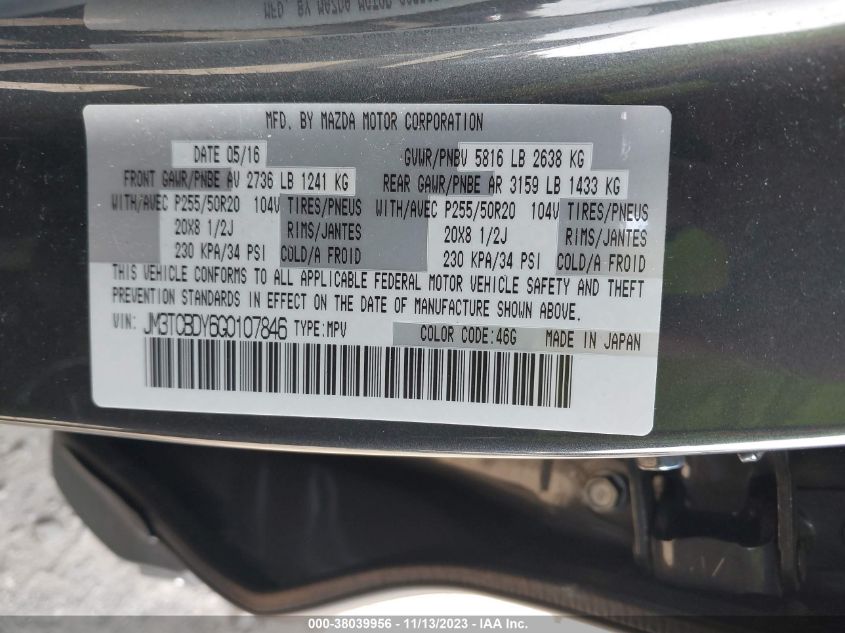 MFD. BY MAZDA MOTOR CORPORATION
DATE 05/16 GVWR/PNBV 5816 LB 2638 KG
FRONT GAWR/PNBE AV 2736 LB 1241 KG REAR GAWR/PNBE AR 3159 LB 1433 KG
WITH/AVEC P255/50R20 104V TIRES/PNEUS WITH/AVEC P255/50R20 104V TIRES/PNEUS
20X8 1/2J RIMS/JANTES 20X8 1/2J RIMS/JANTES
230 KPA/34 PSI COLD/A FROID 230 KPA/34 PSI COLD/A FROID
THIS VEHICLE CONFORMS TO ALL APPLICABLE FEDERAL MOTOR VEHICLE SAFETY AND THEFT
PREVENTION STANDARDS IN EFFECT ON THE DATE OF MANUFACTURE SHOWN ABOVE.
VIN: JM3TCBDY6G0107846 TYPE:MPV COLOR CODE:46G MADE IN JAPAN
000-38039956 - 11/13/2023 - IAAI.COM